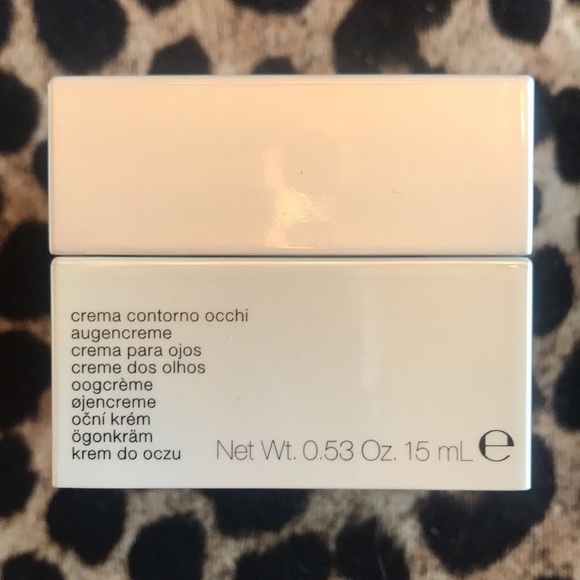 crema contorno occhi
augencreme
crema para ojos
creme dos olhos
oogcrème
øjencreme
oční krém
ögonkräm
krem do oczu
Net Wt. 0.53 Oz. 15 mL ℮